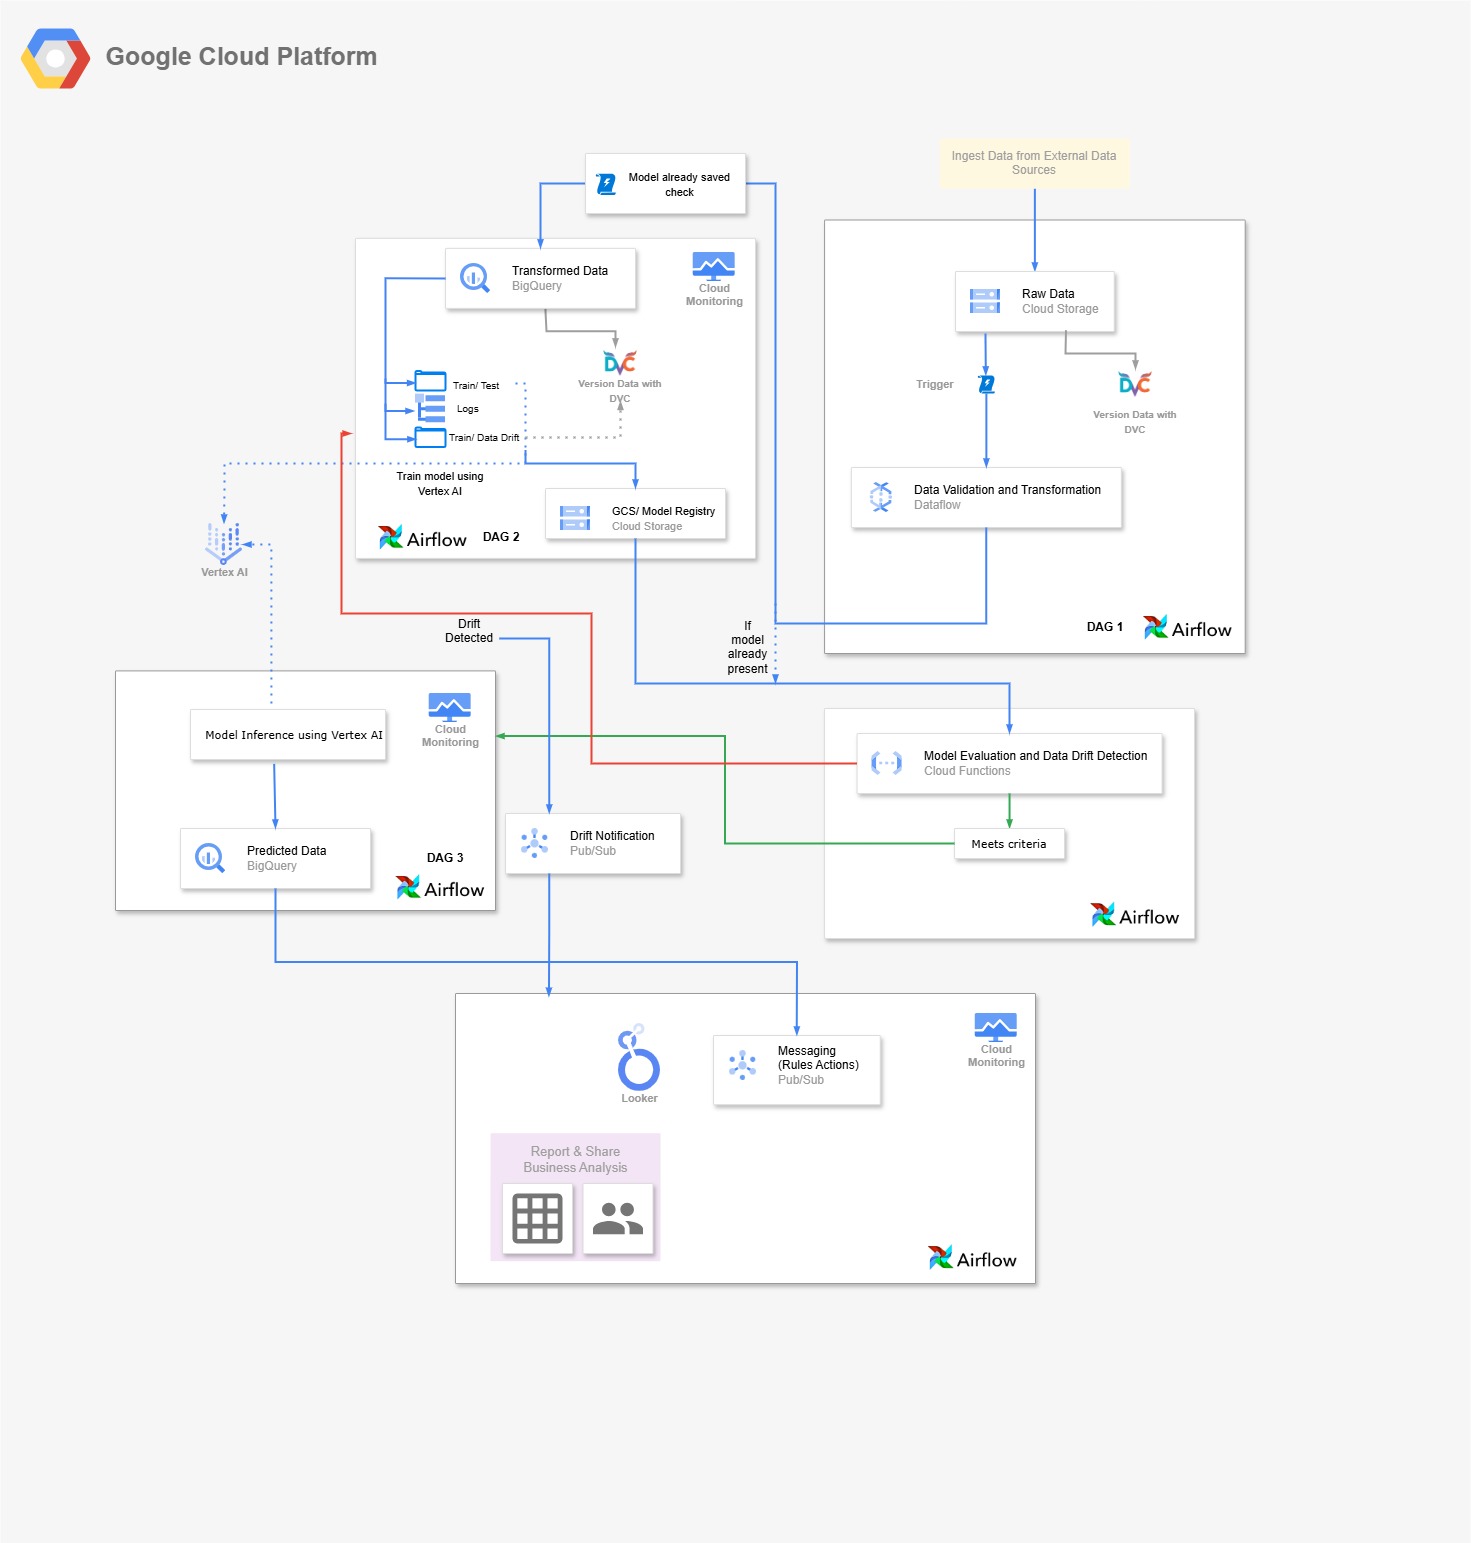 Google Cloud Platform
Ingest Data from External Data
Sources
Model already saved
check
Transformed Data
BigQuery
Cloud
Monitoring
Raw Data
Cloud Storage
Trigger
Version Data with
DVC
Version Data with
DVC
DVC
DVC
Train/ Test
Logs
Train/ Data Drift
Train model using
Vertex AI
GCS/ Model Registry
Cloud Storage
Airflow
DAG 2
Data Validation and Transformation
Dataflow
DAG 1
Airflow
Vertex AI
Drift
Detected
If
model
already
present
Model Inference using Vertex AI
Cloud
Monitoring
Predicted Data
BigQuery
DAG 3
Airflow
Drift Notification
Pub/Sub
Model Evaluation and Data Drift Detection
Cloud Functions
Meets criteria
Airflow
Looker
Messaging
(Rules Actions)
Pub/Sub
Cloud
Monitoring
Report & Share
Business Analysis
Airflow